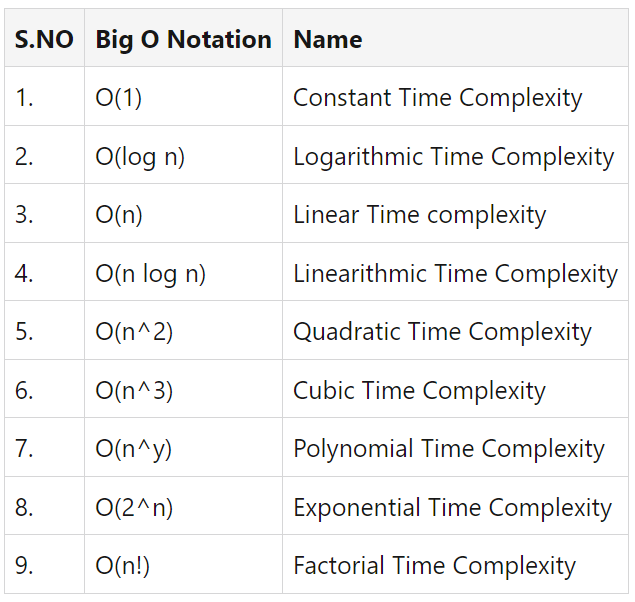 S.NO Big O Notation Name
1. O(1) Constant Time Complexity
2. O(log n) Logarithmic Time Complexity
3. O(n) Linear Time complexity
4. O(n log n) Linearithmic Time Complexity
5. O(n^2) Quadratic Time Complexity
6. O(n^3) Cubic Time Complexity
7. O(n^y) Polynomial Time Complexity
8. O(2^n) Exponential Time Complexity
9. O(n!) Factorial Time Complexity